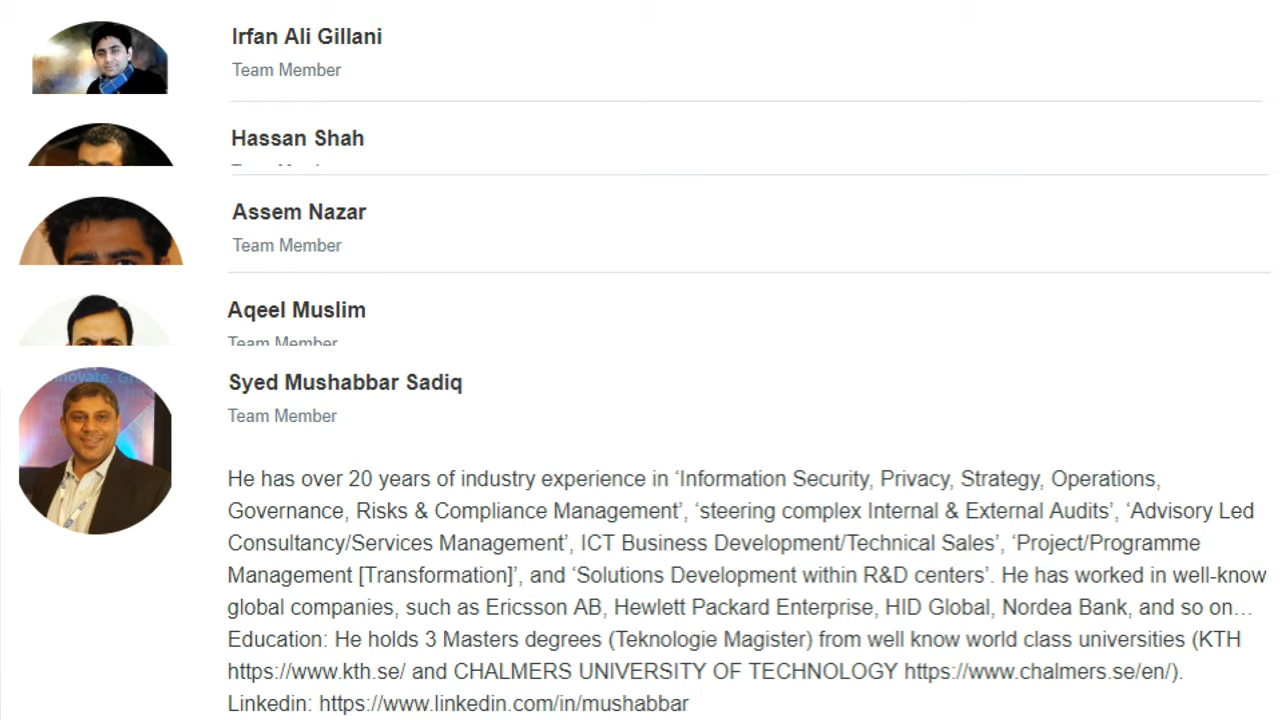 Irfan Ali Gillani
Team Member
Hassan Shah
Assem Nazar
Team Member
Aqeel Muslim
Team Member
Syed Mushabbar Sadiq
Team Member
He has over 20 years of industry experience in ‘Information Security, Privacy, Strategy, Operations,
Governance, Risks & Compliance Management’, ‘steering complex Internal & External Audits’, ‘Advisory Led
Consultancy/Services Management’, ICT Business Development/Technical Sales’, ‘Project/Programme
Management [Transformation]’, and ‘Solutions Development within R&D centers’. He has worked in well-know
global companies, such as Ericsson AB, Hewlett Packard Enterprise, HID Global, Nordea Bank, and so on…
Education: He holds 3 Masters degrees (Teknologie Magister) from well know world class universities (KTH
https://www.kth.se/ and CHALMERS UNIVERSITY OF TECHNOLOGY https://www.chalmers.se/en/).
Linkedin: https://www.linkedin.com/in/mushabbar